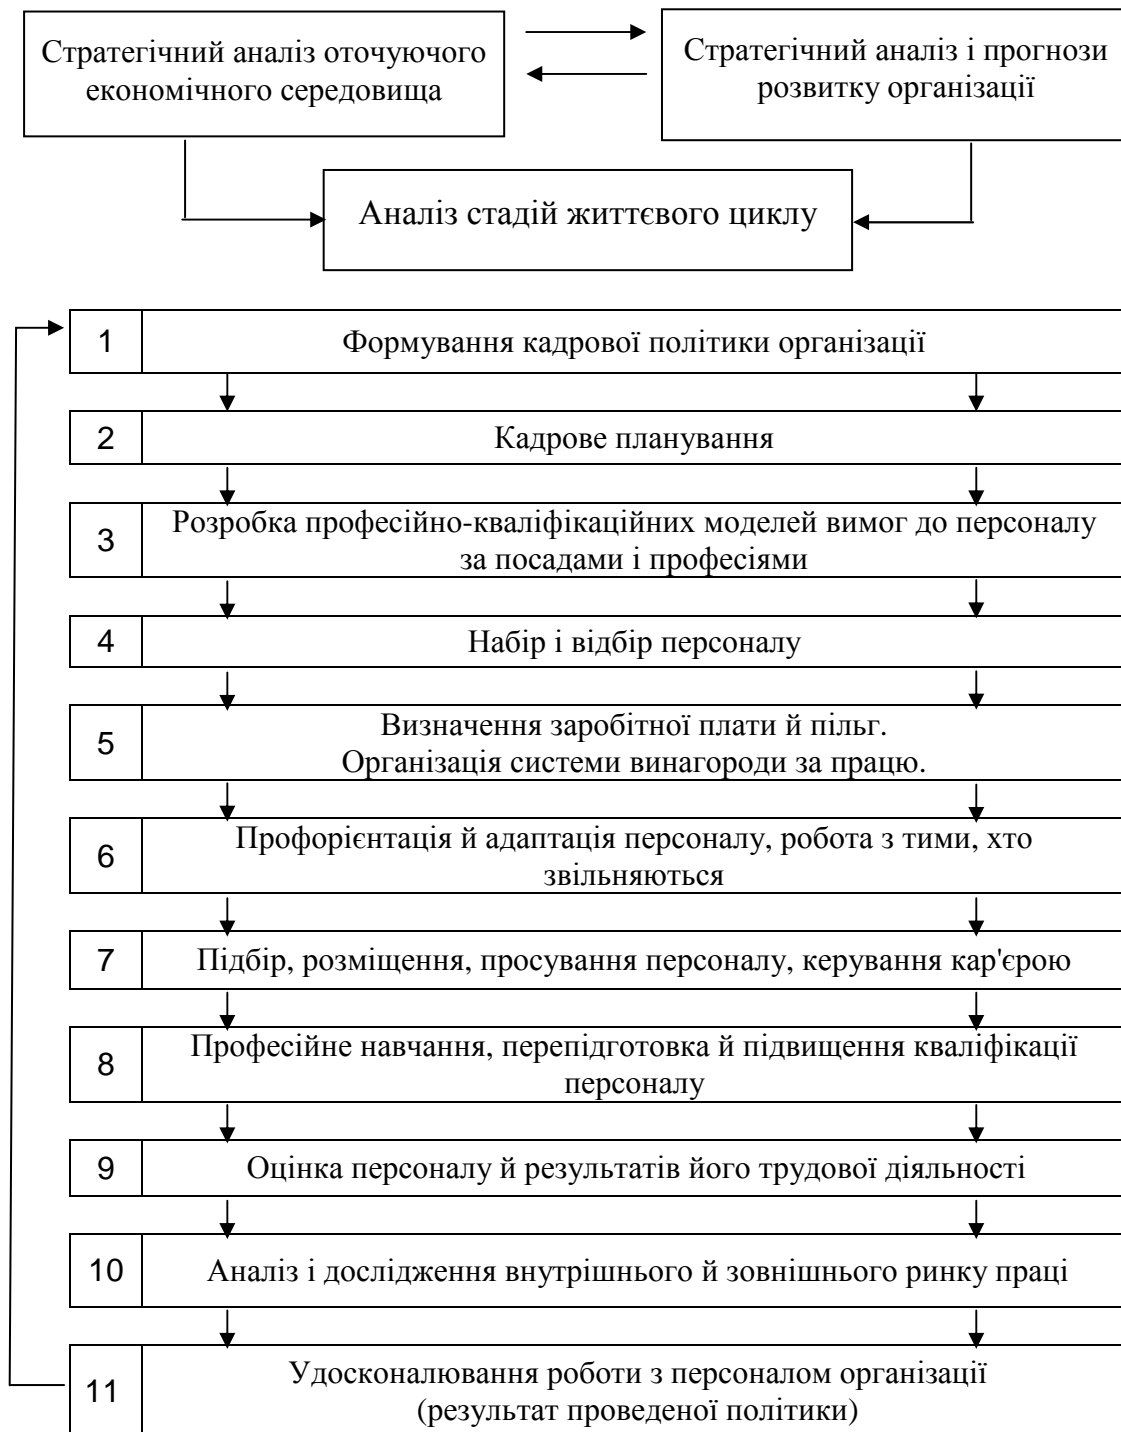 Стратегічний аналіз оточуючого
економічного середовища
Стратегічний аналіз і прогнози
розвитку організації
Аналіз стадій життєвого циклу
1 Формування кадрової політики організації
2 Кадрове планування
3 Розробка професійно-кваліфікаційних моделей вимог до персоналу
за посадами і професіями
4 Набір і відбір персоналу
5 Визначення заробітної плати й пільг.
Організація системи винагороди за працю.
6 Профорієнтація й адаптація персоналу, робота з тими, хто
звільняються
7 Підбір, розміщення, просування персоналу, керування кар'єрою
8 Професійне навчання, перепідготовка й підвищення кваліфікації
персоналу
9 Оцінка персоналу й результатів його трудової діяльності
10 Аналіз і дослідження внутрішнього й зовнішнього ринку праці
11 Удосконалювання роботи з персоналом організації
(результат проведеної політики)